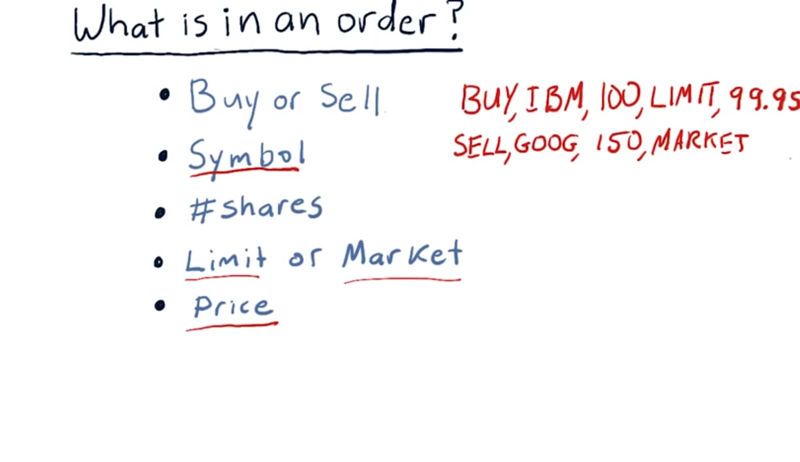 What is in an order?
• Buy or Sell
• Symbol
• #shares
• Limit or Market
• Price
BUY, IBM, 100, LIMIT, 99.95
SELL, GOOG, 150, MARKET